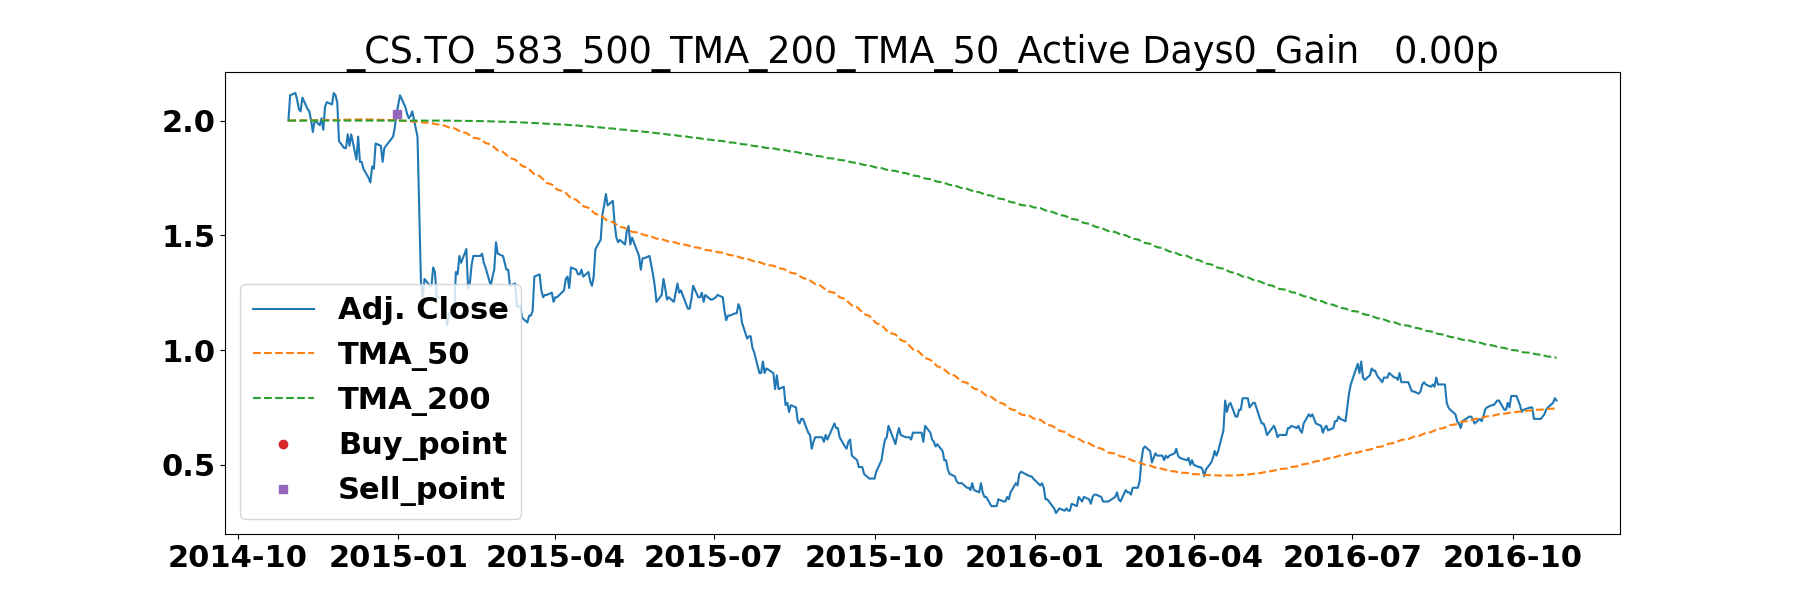 _CS.TO_583_500_TMA_200_TMA_50_Active Days0_Gain   0.00p
2.0
1.5
1.0
0.5
Adj. Close
TMA_50
TMA_200
Buy_point
Sell_point
2014-10 2015-01 2015-04 2015-07 2015-10 2016-01 2016-04 2016-07 2016-10